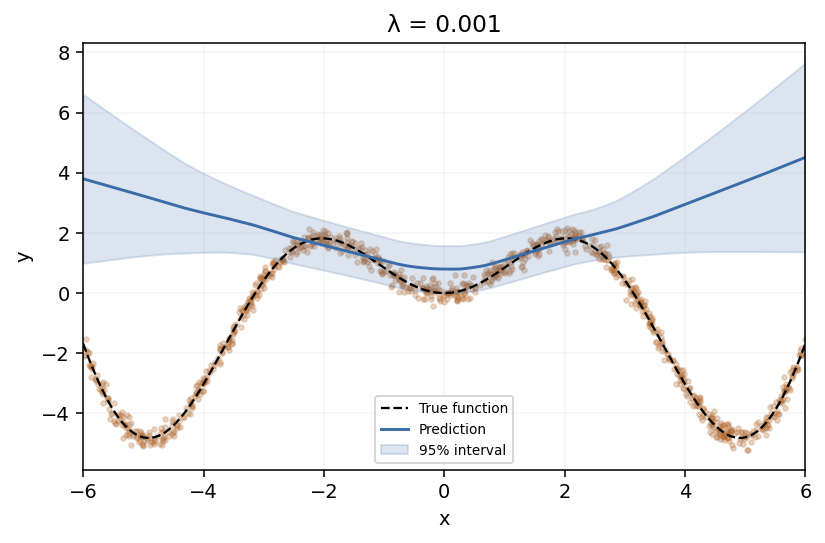 λ = 0.001
8
6
4
2
0
−2
−4
y
True function
Prediction
95% interval
−6 −4 −2 0 2 4 6
x